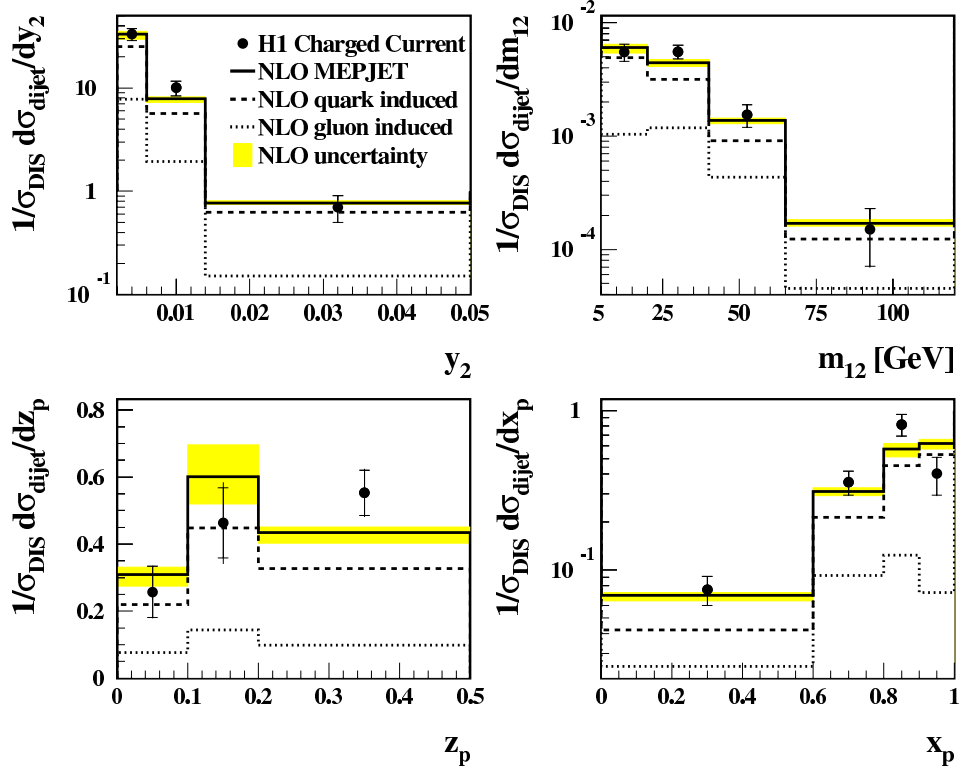 1/σDIS dσdijet/dy2
10
1
10 -1
0.01 0.02 0.03 0.04 0.05
y2
H1 Charged Current
NLO MEPJET
NLO quark induced
NLO gluon induced
NLO uncertainty
1/σDIS dσdijet/dm12
10 -2
10 -3
10 -4
5 25 50 75 100
m12 [GeV]
1/σDIS dσdijet/dzp
0.8
0.6
0.4
0.2
0
0 0.1 0.2 0.3 0.4 0.5
zp
1/σDIS dσdijet/dxp
1
10 -1
0 0.2 0.4 0.6 0.8 1
xp